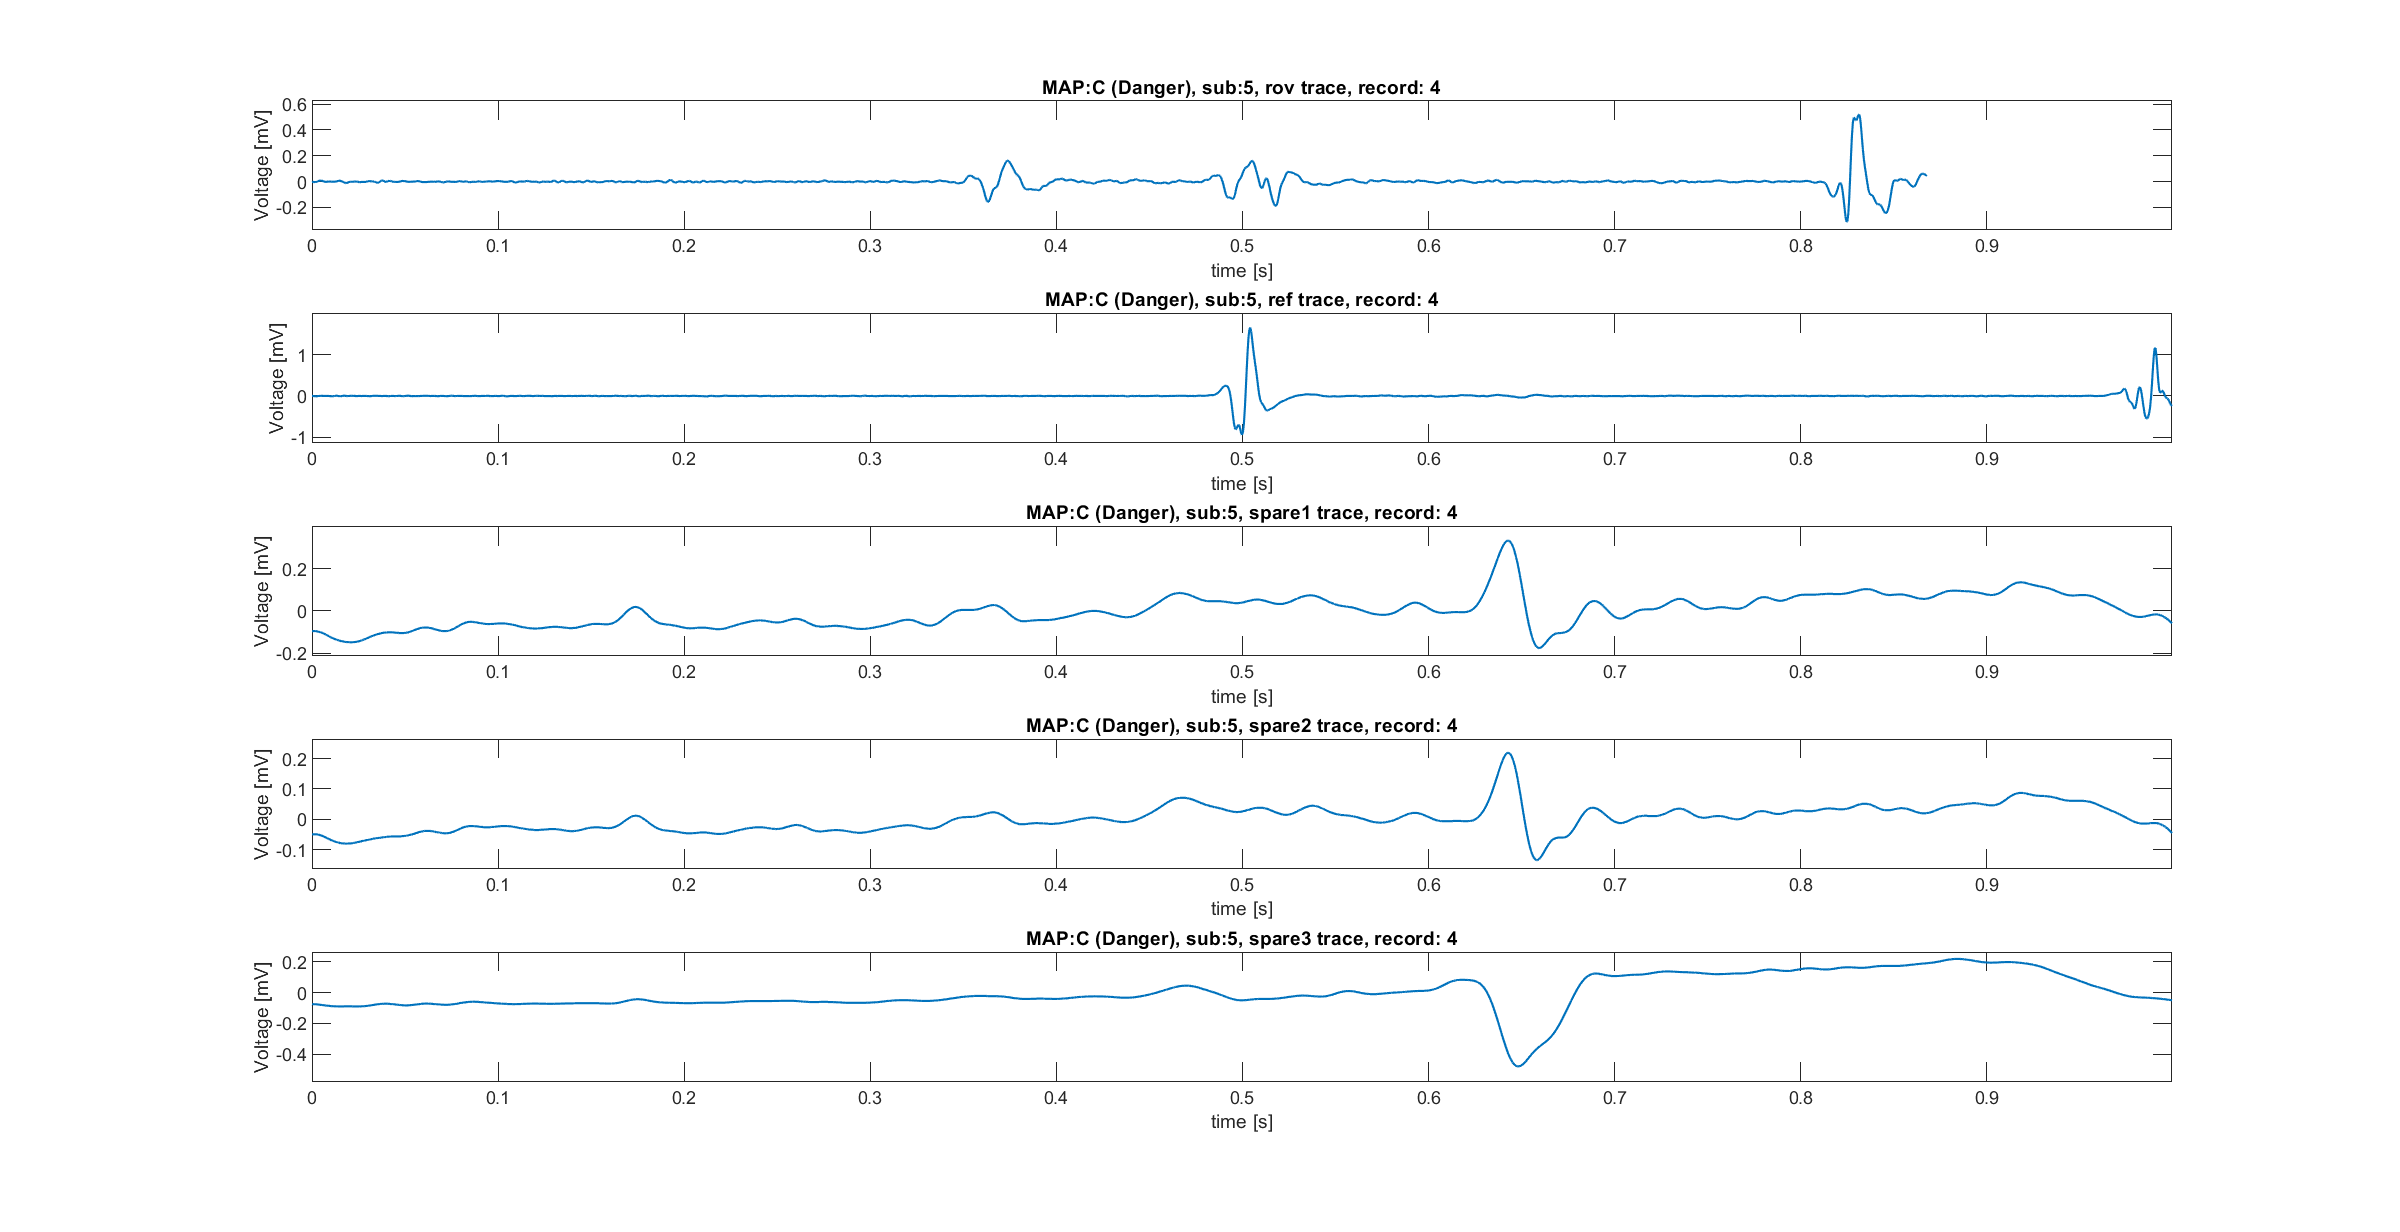 MAP:C (Danger), sub:5, rov trace, record: 4
Voltage [mV]
0.6
0.4
0.2
0
-0.2
0 0.1 0.2 0.3 0.4 0.5 0.6 0.7 0.8 0.9
time [s]
MAP:C (Danger), sub:5, ref trace, record: 4
Voltage [mV]
1
0
-1
0 0.1 0.2 0.3 0.4 0.5 0.6 0.7 0.8 0.9
time [s]
MAP:C (Danger), sub:5, spare1 trace, record: 4
Voltage [mV]
0.2
0
-0.2
0 0.1 0.2 0.3 0.4 0.5 0.6 0.7 0.8 0.9
time [s]
MAP:C (Danger), sub:5, spare2 trace, record: 4
Voltage [mV]
0.2
0.1
0
-0.1
0 0.1 0.2 0.3 0.4 0.5 0.6 0.7 0.8 0.9
time [s]
MAP:C (Danger), sub:5, spare3 trace, record: 4
Voltage [mV]
0.2
0
-0.2
-0.4
0 0.1 0.2 0.3 0.4 0.5 0.6 0.7 0.8 0.9
time [s]